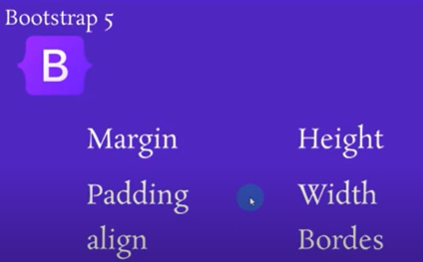 Bootstrap 5
B
Margin
Height
Padding
Width
align
Bordes